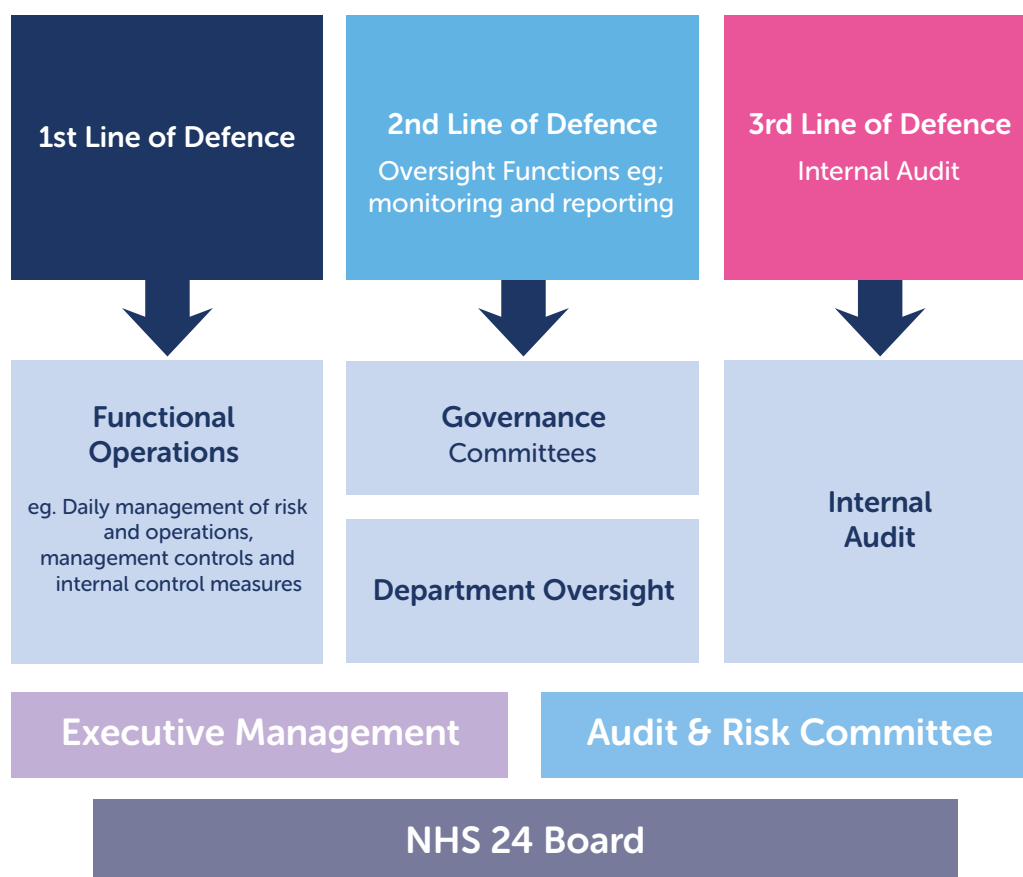 1st Line of Defence
2nd Line of Defence
Oversight Functions eg;
monitoring and reporting
3rd Line of Defence
Internal Audit
Functional
Operations
eg. Daily management of risk
and operations,
management controls and
internal control measures
Governance
Committees
Department Oversight
Internal
Audit
Executive Management
Audit & Risk Committee
NHS 24 Board